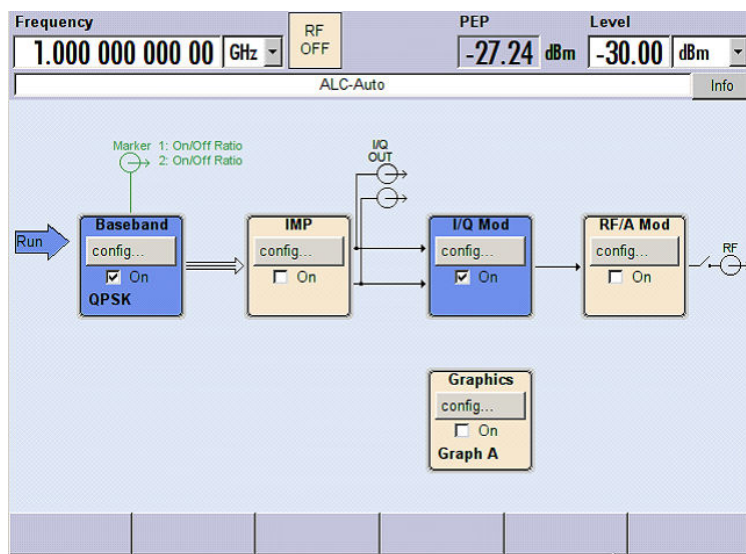 Frequency
RF OFF
PEP
Level
1.000 000 000 00 GHz
-27.24 dBm
-30.00 dBm
ALC-Auto
Info
Marker 1: On/Off Ratio
2: On/Off Ratio
I/Q
OUT
Run
Baseband
config...
On
QPSK
IMP
config...
On
I/Q Mod
config...
On
RF/A Mod
config...
On
RF
Graphics
config...
On
Graph A